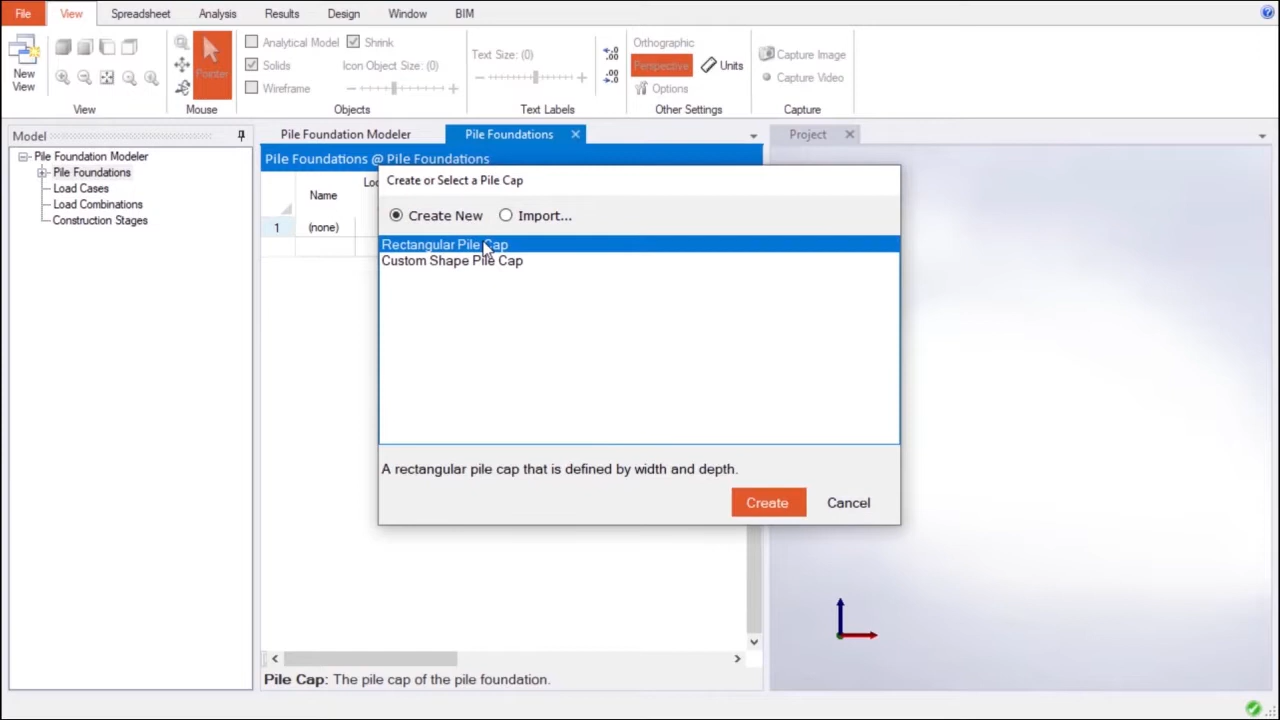 File View Spreadsheet Analysis Results Design Window BIM
New View
View
Pointer
Mouse
Analytical Model Shrink
Solids Icon Object Size: (0)
Wireframe
Objects
Text Size: (0)
Text Labels
Orthographic
Perspective Units
Options
Other Settings
Capture Image
Capture Video
Capture
Model
Pile Foundation Modeler
Pile Foundations
Load Cases
Load Combinations
Construction Stages
Pile Foundation Modeler Pile Foundations
Project
Pile Foundations @ Pile Foundations
Name
1 (none)
Create or Select a Pile Cap
Create New Import...
Rectangular Pile Cap
Custom Shape Pile Cap
A rectangular pile cap that is defined by width and depth.
Create Cancel
Pile Cap: The pile cap of the pile foundation.